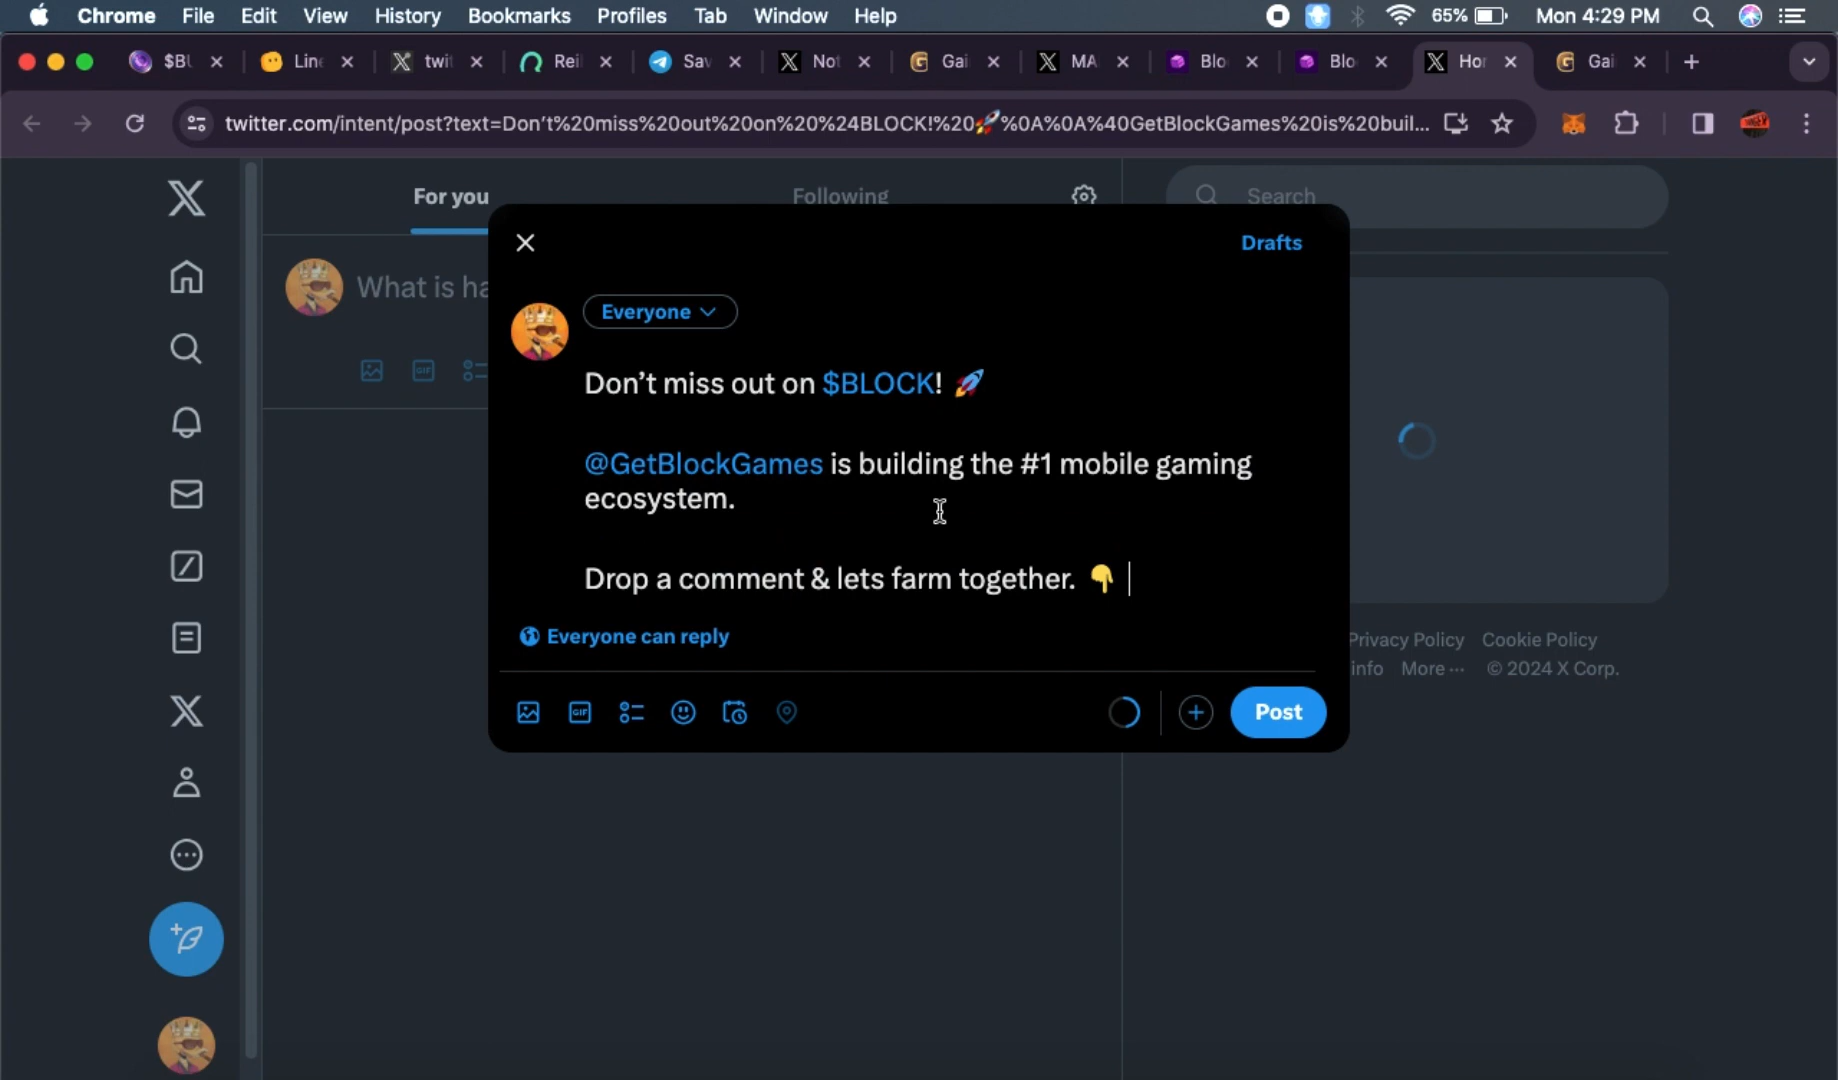 Chrome File Edit View History Bookmarks Profiles Tab Window Help 65% Mon 4:29 PM
$BL Line twit Rei Sav Not Gai MA Blo Blo Hor Gai
twitter.com/intent/post?text=Don't%20miss%20out%20on%20%24BLOCK!%20🚀%0A%0A%40GetBlockGames%20is%20buil...
For you Following Search
Drafts
What is ha
Everyone
Don't miss out on $BLOCK! 🚀
@GetBlockGames is building the #1 mobile gaming
ecosystem.
Drop a comment & lets farm together. 👇
Everyone can reply
GIF
GIF
Post
Privacy Policy Cookie Policy
info More ··· © 2024 X Corp.